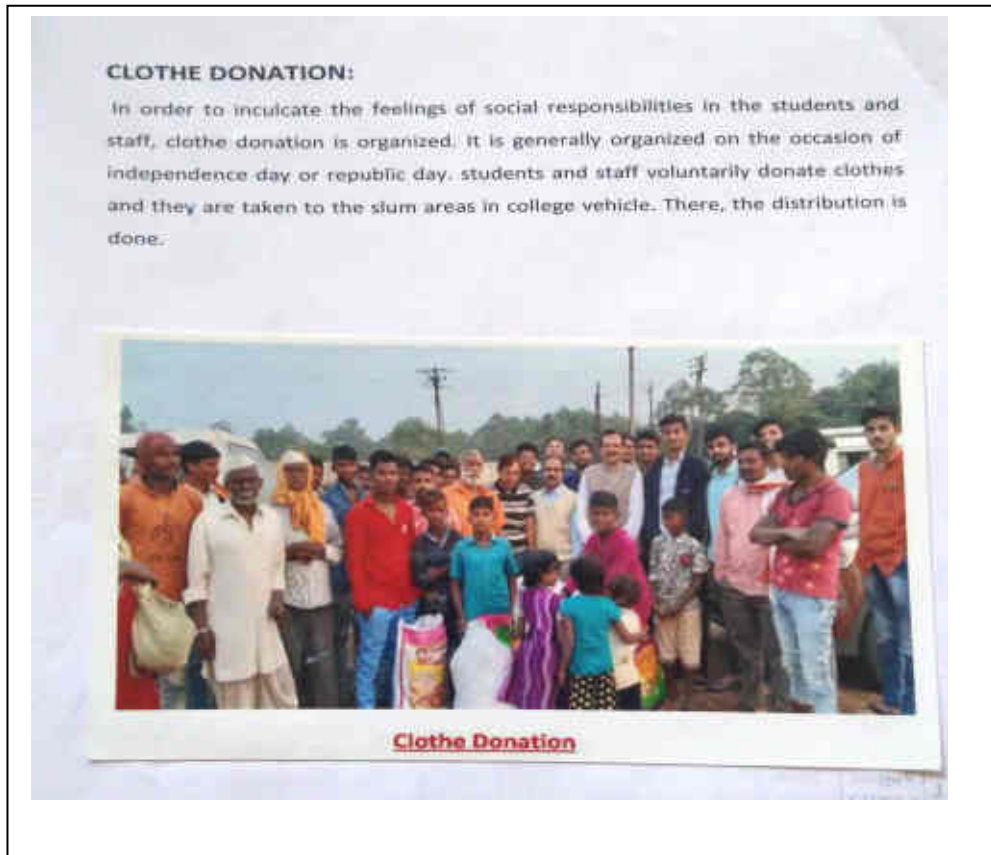 CLOTHE DONATION:
In order to inculcate the feelings of social responsibilities in the students and
staff, clothe donation is organized. It is generally organized on the occasion of
independence day or republic day. students and staff voluntarily donate clothes
and they are taken to the slum areas in college vehicle. There, the distribution is
done.
Clothe Donation